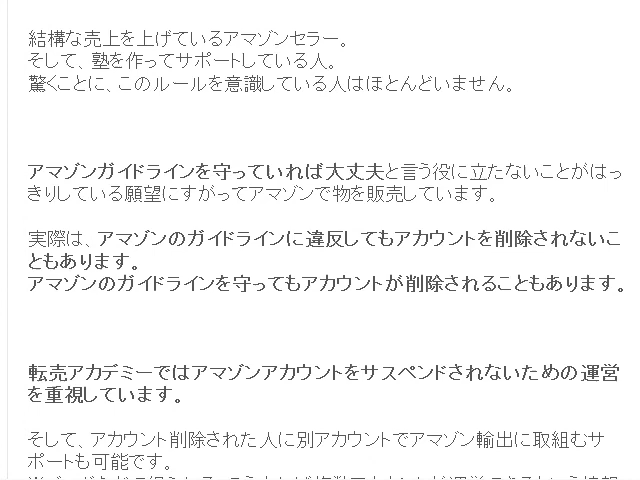 結構な売上を上げているアマゾンセラー。
そして、塾を作ってサポートしている人。
驚くことに、このルールを意識している人はほとんどいません。
アマゾンガイドラインを守っていれば大丈夫と言う役に立たないことがはっ
きりしている願望にすがってアマゾンで物を販売しています。
実際は、アマゾンのガイドラインに違反してもアカウントを削除されないこ
ともあります。
アマゾンのガイドラインを守ってもアカウントが削除されることもあります。
転売アカデミーではアマゾンアカウントをサスペンドされないための運営
を重視しています。
そして、アカウント削除された人に別アカウントでアマゾン輸出に取組むサ
ポートも可能です。